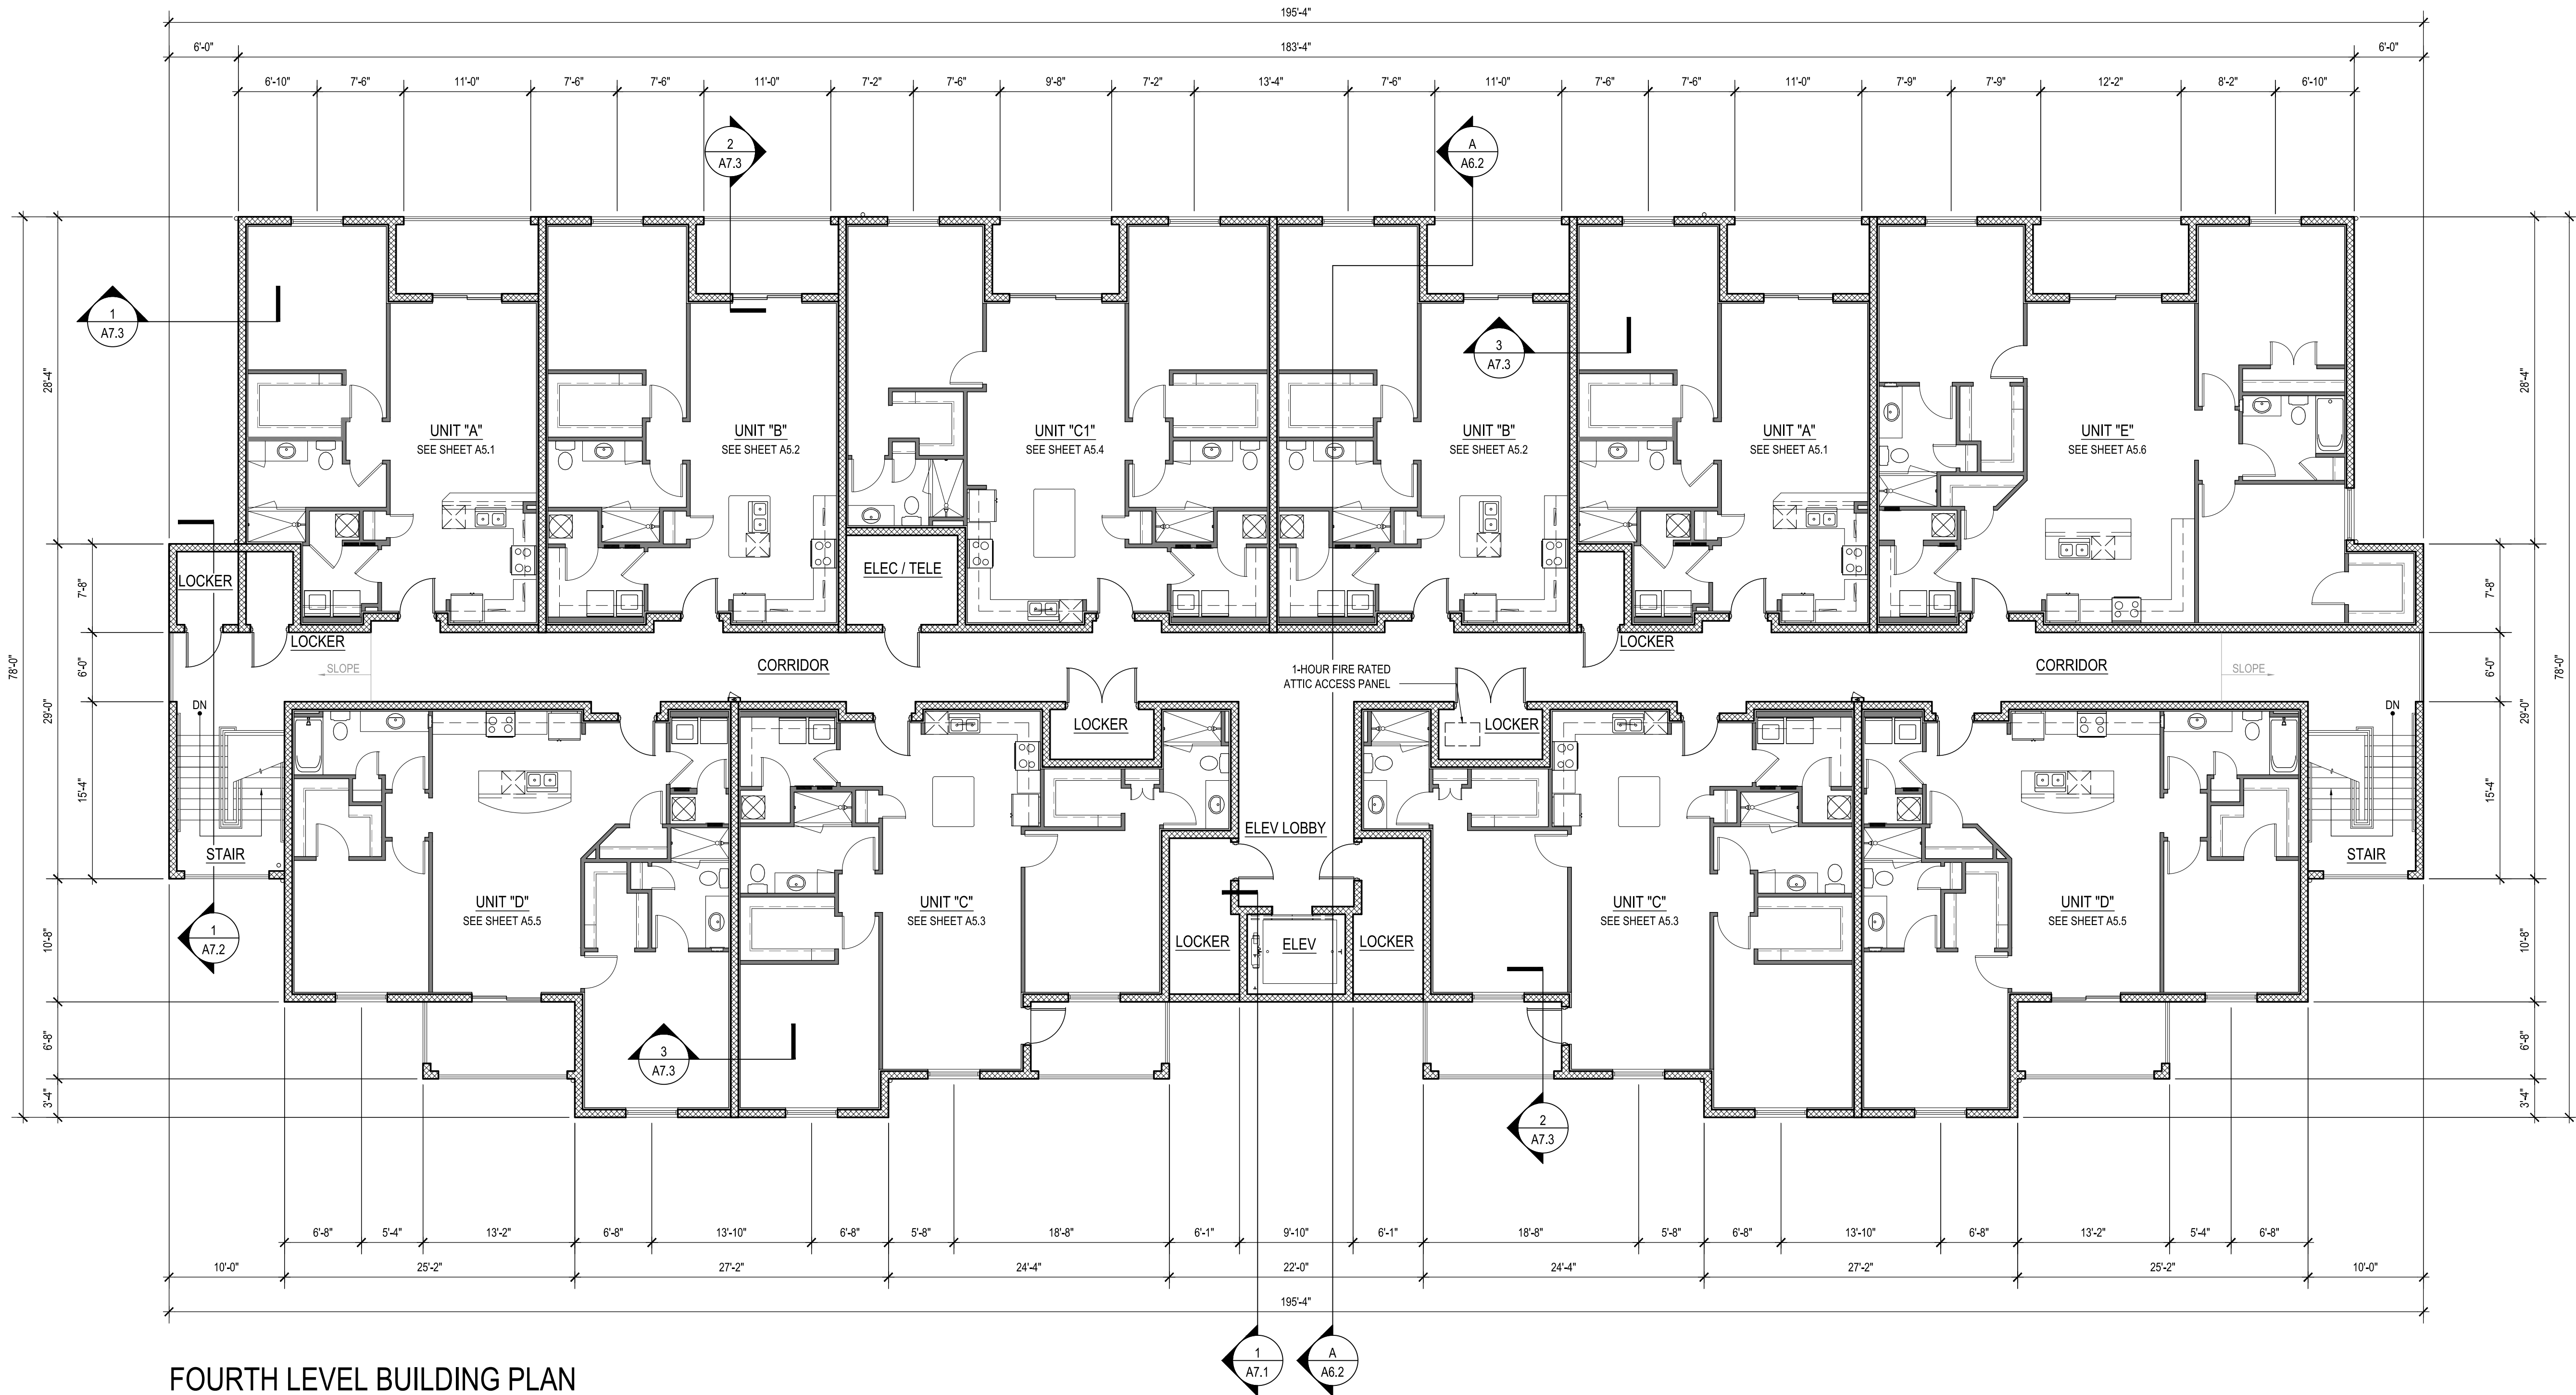 195'-4"
6'-0"
183'-4"
6'-0"
6'-10"
7'-6"
11'-0"
7'-6"
7'-6"
11'-0"
7'-2"
7'-6"
9'-8"
7'-2"
13'-4"
7'-6"
11'-0"
7'-6"
7'-6"
11'-0"
7'-9"
7'-9"
12'-2"
8'-2"
6'-10"
2
A7.3
A
A6.2
1
A7.3
3
A7.3
28'-4"
28'-4"
UNIT "A"
SEE SHEET A5.1
UNIT "B"
SEE SHEET A5.2
UNIT "C1"
SEE SHEET A5.4
UNIT "B"
SEE SHEET A5.2
UNIT "A"
SEE SHEET A5.1
UNIT "E"
SEE SHEET A5.6
LOCKER
ELEC / TELE
7'-8"
7'-8"
LOCKER
LOCKER
SLOPE
CORRIDOR
1-HOUR FIRE RATED
ATTIC ACCESS PANEL
CORRIDOR
SLOPE
78'-0"
6'-0"
6'-0"
78'-0"
29'-0"
29'-0"
DN
LOCKER
LOCKER
DN
15'-4"
15'-4"
STAIR
ELEV LOBBY
STAIR
UNIT "D"
SEE SHEET A5.5
UNIT "C"
SEE SHEET A5.3
UNIT "C"
SEE SHEET A5.3
UNIT "D"
SEE SHEET A5.5
1
A7.2
LOCKER
ELEV
LOCKER
10'-8"
10'-8"
6'-8"
6'-8"
3
A7.3
3'-4"
3'-4"
2
A7.3
6'-8"
5'-4"
13'-2"
6'-8"
13'-10"
6'-8"
5'-8"
18'-8"
6'-1"
9'-10"
6'-1"
18'-8"
5'-8"
6'-8"
13'-10"
6'-8"
13'-2"
5'-4"
6'-8"
10'-0"
25'-2"
27'-2"
24'-4"
22'-0"
24'-4"
27'-2"
25'-2"
10'-0"
195'-4"
1
A7.1
A
A6.2
FOURTH LEVEL BUILDING PLAN